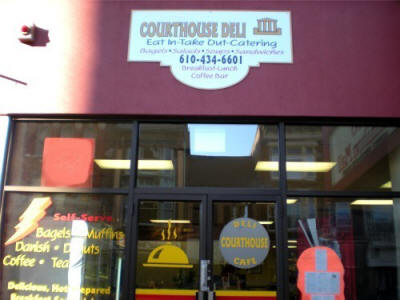 COURTHOUSE DELI
Eat In-Take Out-Catering
Bagels•Salads•Soups•Sandwiches
610-434-6601
Breakfast-Lunch
Coffee Bar
Self-Serve
Bagels • Muffins
Danish • Donuts
Coffee • Tea
Delicious, Hot Prepared
Breakfast
DELI
COURTHOUSE
CAFE